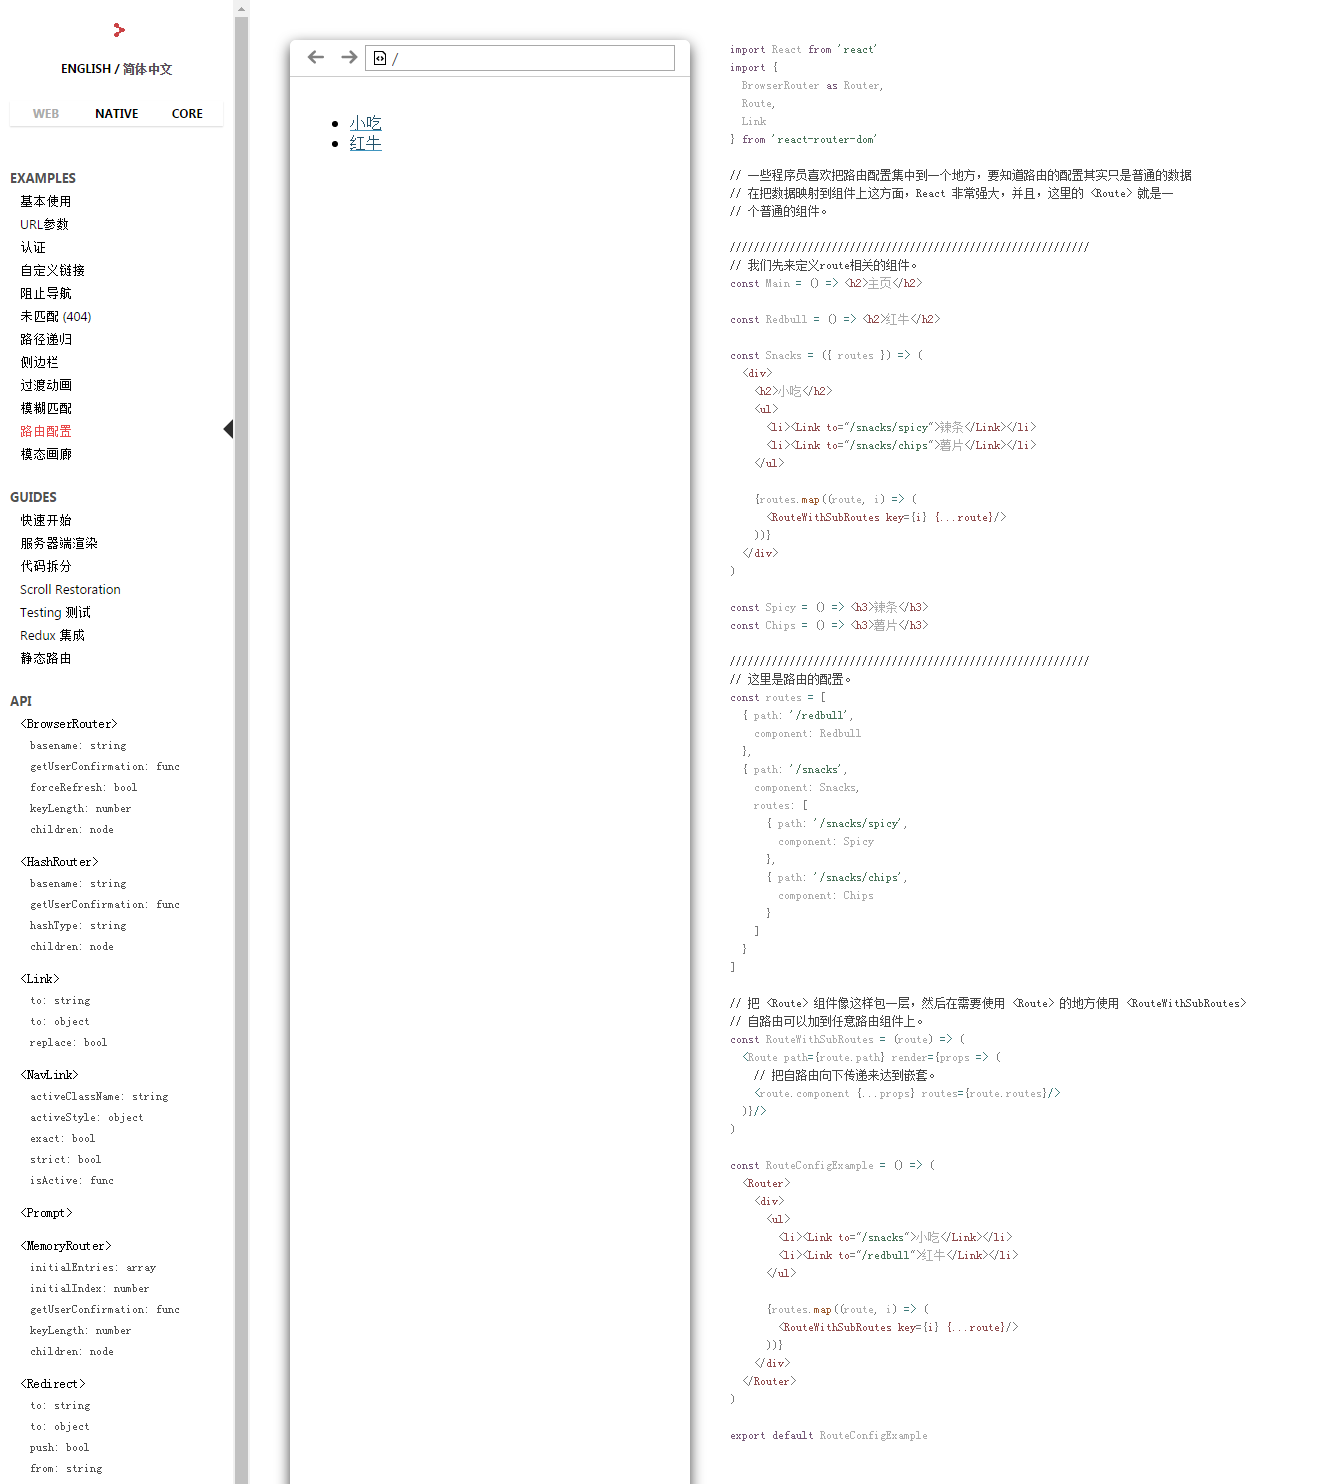 ENGLISH / 简体中文
WEB NATIVE CORE
EXAMPLES
基本使用
URL参数
认证
自定义链接
阻止导航
未匹配 (404)
路径递归
侧边栏
过渡动画
模糊匹配
路由配置
模态画廊
GUIDES
快速开始
服务器端渲染
代码拆分
Scroll Restoration
Testing 测试
Redux 集成
静态路由
API
<BrowserRouter>
basename: string
getUserConfirmation: func
forceRefresh: bool
keyLength: number
children: node
<HashRouter>
basename: string
getUserConfirmation: func
hashType: string
children: node
<Link>
to: string
to: object
replace: bool
<NavLink>
activeClassName: string
activeStyle: object
exact: bool
strict: bool
isActive: func
<Prompt>
<MemoryRouter>
initialEntries: array
initialIndex: number
getUserConfirmation: func
keyLength: number
children: node
<Redirect>
to: string
to: object
push: bool
from: string
/
小吃
红牛
import React from 'react'
import {
  BrowserRouter as Router,
  Route,
  Link
} from 'react-router-dom'
// 一些程序员喜欢把路由配置集中到一个地方，要知道路由的配置其实只是普通的数据
// 在把数据映射到组件上这方面，React 非常强大，并且，这里的 <Route> 就是一
// 个普通的组件。
////////////////////////////////////////////////////////////
// 我们先来定义route相关的组件。
const Main = () => <h2>主页</h2>
const Redbull = () => <h2>红牛</h2>
const Snacks = ({ routes }) => (
  <div>
    <h2>小吃</h2>
    <ul>
      <li><Link to="/snacks/spicy">辣条</Link></li>
      <li><Link to="/snacks/chips">薯片</Link></li>
    </ul>
    {routes.map((route, i) => (
      <RouteWithSubRoutes key={i} {...route}/>
    ))}
  </div>
)
const Spicy = () => <h3>辣条</h3>
const Chips = () => <h3>薯片</h3>
////////////////////////////////////////////////////////////
// 这里是路由的配置。
const routes = [
  { path: '/redbull',
    component: Redbull
  },
  { path: '/snacks',
    component: Snacks,
    routes: [
      { path: '/snacks/spicy',
        component: Spicy
      },
      { path: '/snacks/chips',
        component: Chips
      }
    ]
  }
]
// 把 <Route> 组件像这样包一层，然后在需要使用 <Route> 的地方使用 <RouteWithSubRoutes>
// 自路由可以加到任意路由组件上。
const RouteWithSubRoutes = (route) => (
  <Route path={route.path} render={props => (
    // 把自路由向下传递来达到嵌套。
    <route.component {...props} routes={route.routes}/>
  )}/>
)
const RouteConfigExample = () => (
  <Router>
    <div>
      <ul>
        <li><Link to="/snacks">小吃</Link></li>
        <li><Link to="/redbull">红牛</Link></li>
      </ul>
      {routes.map((route, i) => (
        <RouteWithSubRoutes key={i} {...route}/>
      ))}
    </div>
  </Router>
)
export default RouteConfigExample